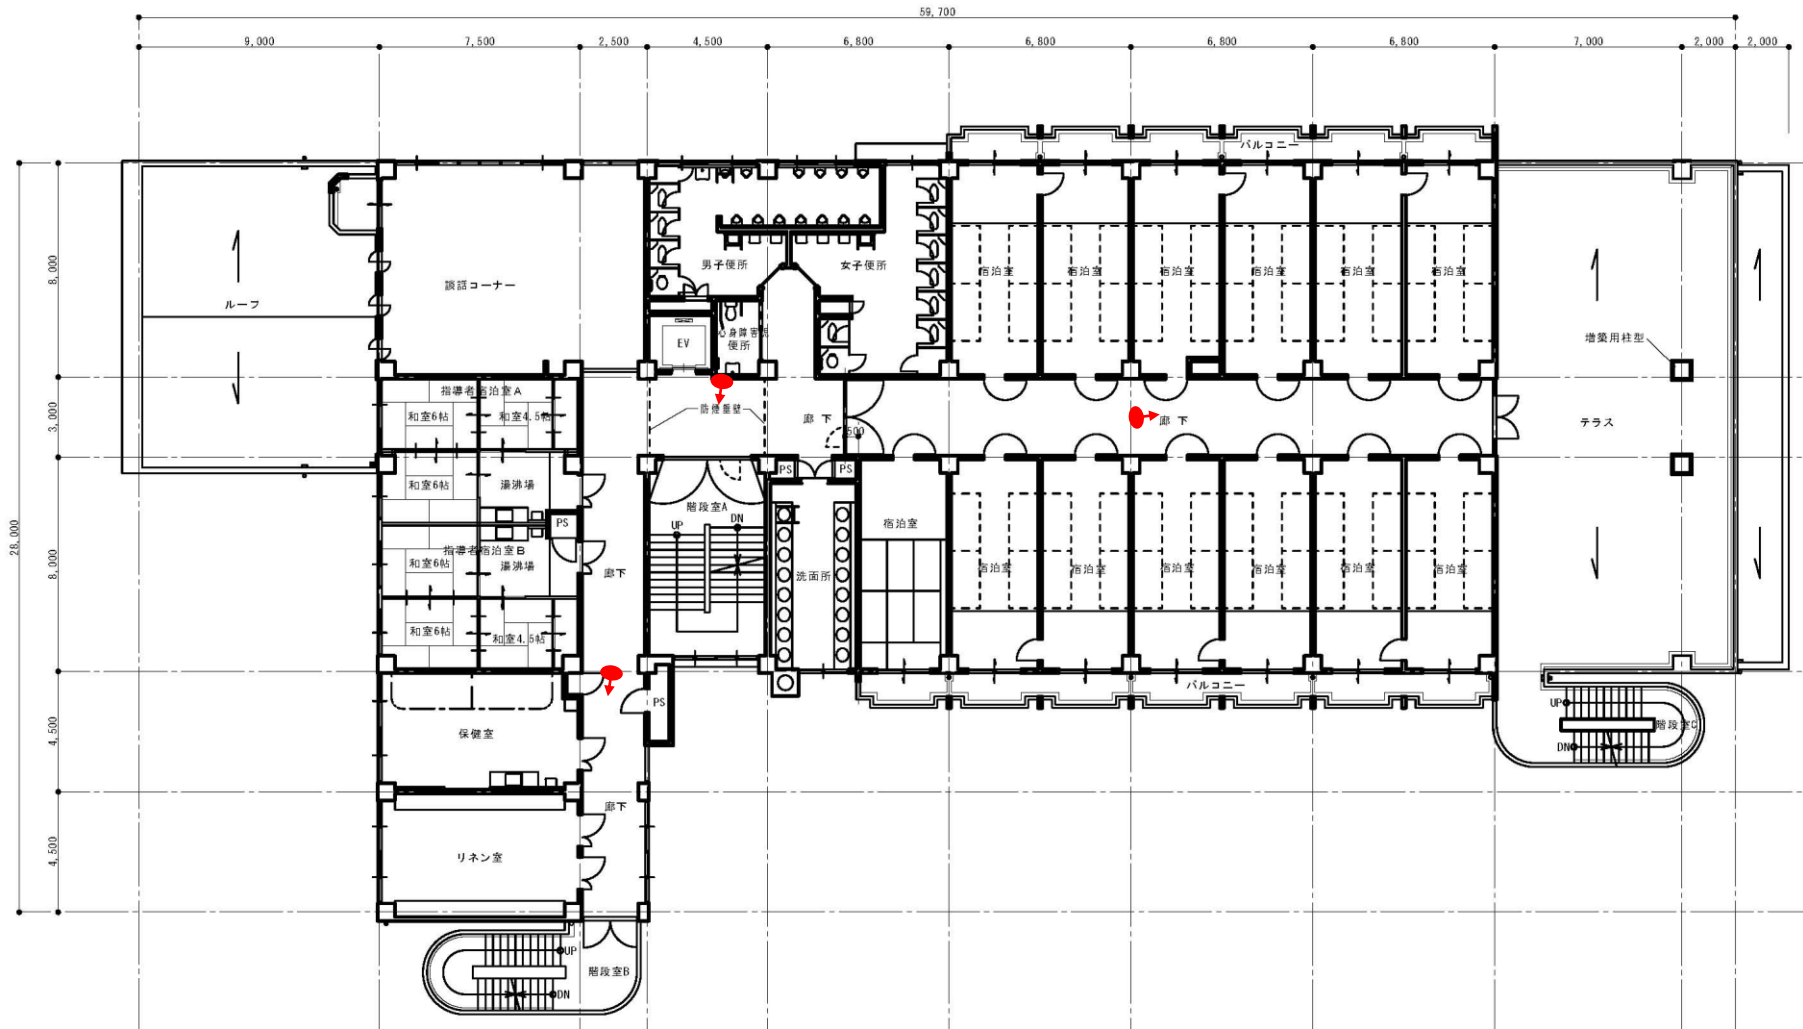 59,700
9,000
7,500
2,500
4,500
6,800
6,800
6,800
6,800
7,000
2,000
2,000
28,000
8,000
3,000
8,000
4,500
4,500
バルコニー
ルーフ
談話コーナー
男子便所
女子便所
EV
心身障害児
便所
宿泊室
宿泊室
宿泊室
宿泊室
宿泊室
宿泊室
増築用柱型
指導者宿泊室A
和室6帖
和室4.5帖
防煙垂壁
廊下
500
廊下
テラス
和室6帖
湯沸場
PS
PS
PS
階段室A
UP
DN
宿泊室
指導者宿泊室B
和室6帖
湯沸場
廊下
洗面所
宿泊室
宿泊室
宿泊室
宿泊室
宿泊室
宿泊室
和室6帖
和室4.5帖
バルコニー
PS
保健室
UP
階段室C
DN
廊下
リネン室
UP
階段室B
DN